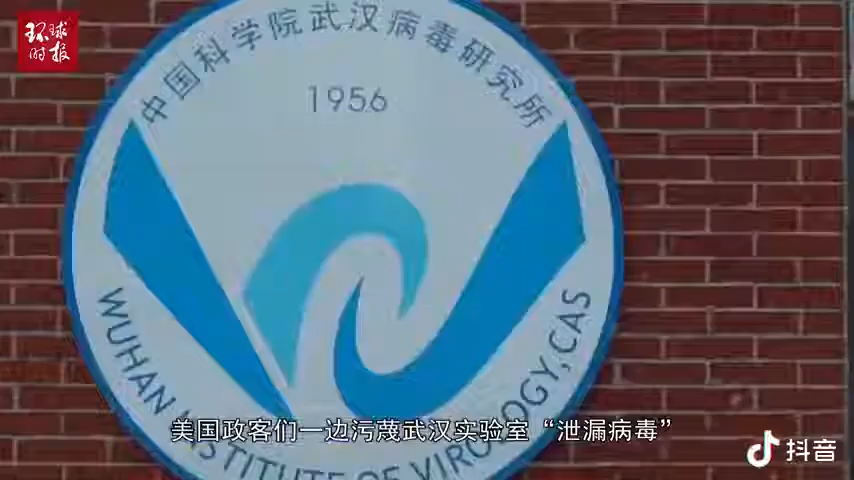 环球
时报
中国科学院武汉病毒研究所
1956
WUHAN INSTITUTE OF VIROLOGY, CAS
美国政客们一边污蔑武汉实验室“泄漏病毒”
抖音